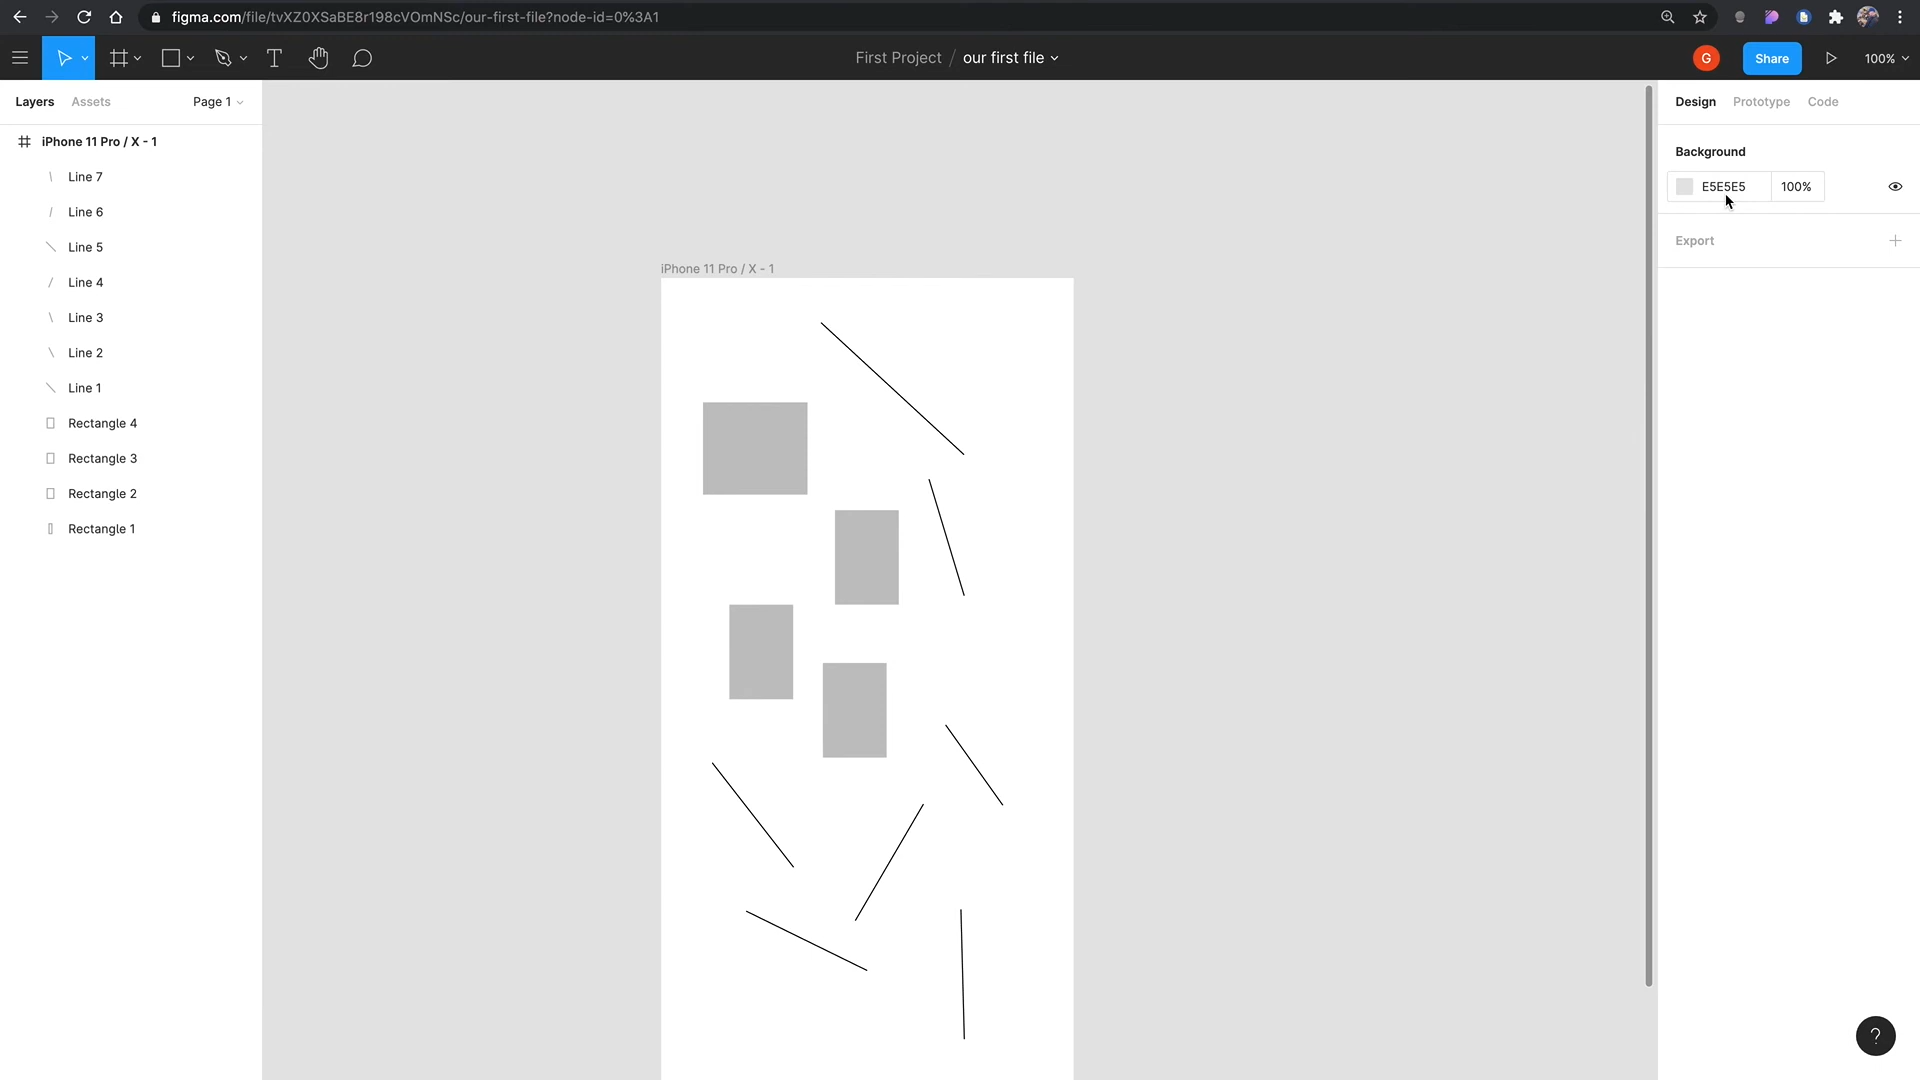 figma.com/file/tvXZ0XSaBE8r198cVOmNSc/our-first-file?node-id=0%3A1
First Project / our first file
G
Share
100%
Layers
Assets
Page 1
Design
Prototype
Code
iPhone 11 Pro / X - 1
Line 7
Line 6
Line 5
Line 4
Line 3
Line 2
Line 1
Rectangle 4
Rectangle 3
Rectangle 2
Rectangle 1
iPhone 11 Pro / X - 1
Background
E5E5E5
100%
Export
?